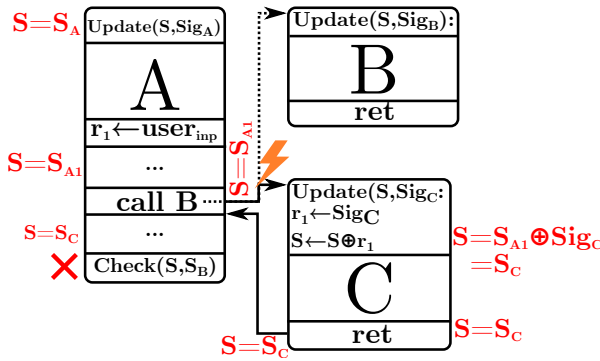 S=S_A
Update(S,Sig_A)
A
r_1←user_inp
S=S_A1
...
call B
S=S_C
...
Check(S,S_B)
S=S_A1
Update(S,Sig_B):
B
ret
Update(S,Sig_C:
r_1←Sig_C
S←S⊕r_1
C
ret
S=S_A1⊕Sig_C
=S_C
S=S_C
S=S_C